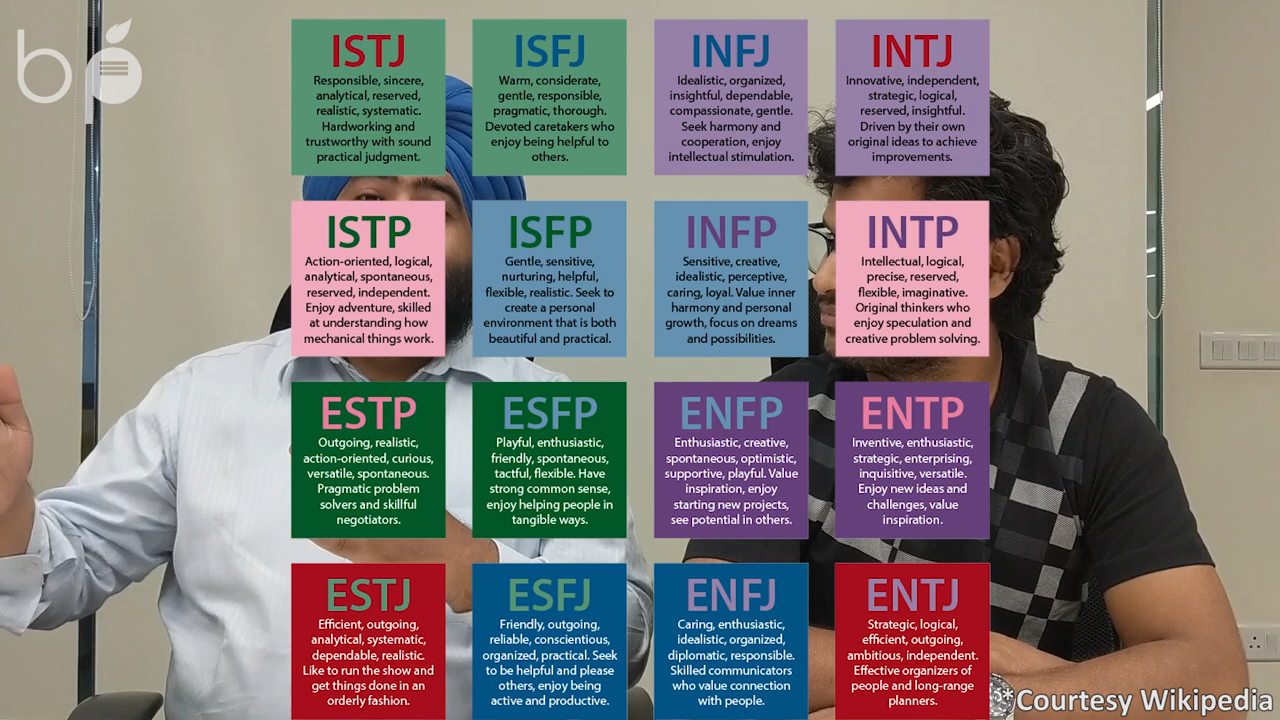 bē
ISTJ
Responsible, sincere,
analytical, reserved,
realistic, systematic.
Hardworking and
trustworthy with sound
practical judgment.
ISFJ
Warm, considerate,
gentle, responsible,
pragmatic, thorough.
Devoted caretakers who
enjoy being helpful to
others.
INFJ
Idealistic, organized,
insightful, dependable,
compassionate, gentle.
Seek harmony and
cooperation, enjoy
intellectual stimulation.
INTJ
Innovative, independent,
strategic, logical,
reserved, insightful.
Driven by their own
original ideas to achieve
improvements.
ISTP
Action-oriented, logical,
analytical, spontaneous,
reserved, independent.
Enjoy adventure, skilled
at understanding how
mechanical things work.
ISFP
Gentle, sensitive,
nurturing, helpful,
flexible, realistic. Seek to
create a personal
environment that is both
beautiful and practical.
INFP
Sensitive, creative,
idealistic, perceptive,
caring, loyal. Value inner
harmony and personal
growth, focus on dreams
and possibilities.
INTP
Intellectual, logical,
precise, reserved,
flexible, imaginative.
Original thinkers who
enjoy speculation and
creative problem solving.
ESTP
Outgoing, realistic,
action-oriented, curious,
versatile, spontaneous.
Pragmatic problem
solvers and skillful
negotiators.
ESFP
Playful, enthusiastic,
friendly, spontaneous,
tactful, flexible. Have
strong common sense,
enjoy helping people in
tangible ways.
ENFP
Enthusiastic, creative,
spontaneous, optimistic,
supportive, playful. Value
inspiration, enjoy
starting new projects,
see potential in others.
ENTP
Inventive, enthusiastic,
strategic, enterprising,
inquisitive, versatile.
Enjoy new ideas and
challenges, value
inspiration.
ESTJ
Efficient, outgoing,
analytical, systematic,
dependable, realistic.
Like to run the show and
get things done in an
orderly fashion.
ESFJ
Friendly, outgoing,
reliable, conscientious,
organized, practical. Seek
to be helpful and please
others, enjoy being
active and productive.
ENFJ
Caring, enthusiastic,
idealistic, organized,
diplomatic, responsible.
Skilled communicators
who value connection
with people.
ENTJ
Strategic, logical,
efficient, outgoing,
ambitious, independent.
Effective organizers of
people and long-range
planners.
*Courtesy Wikipedia